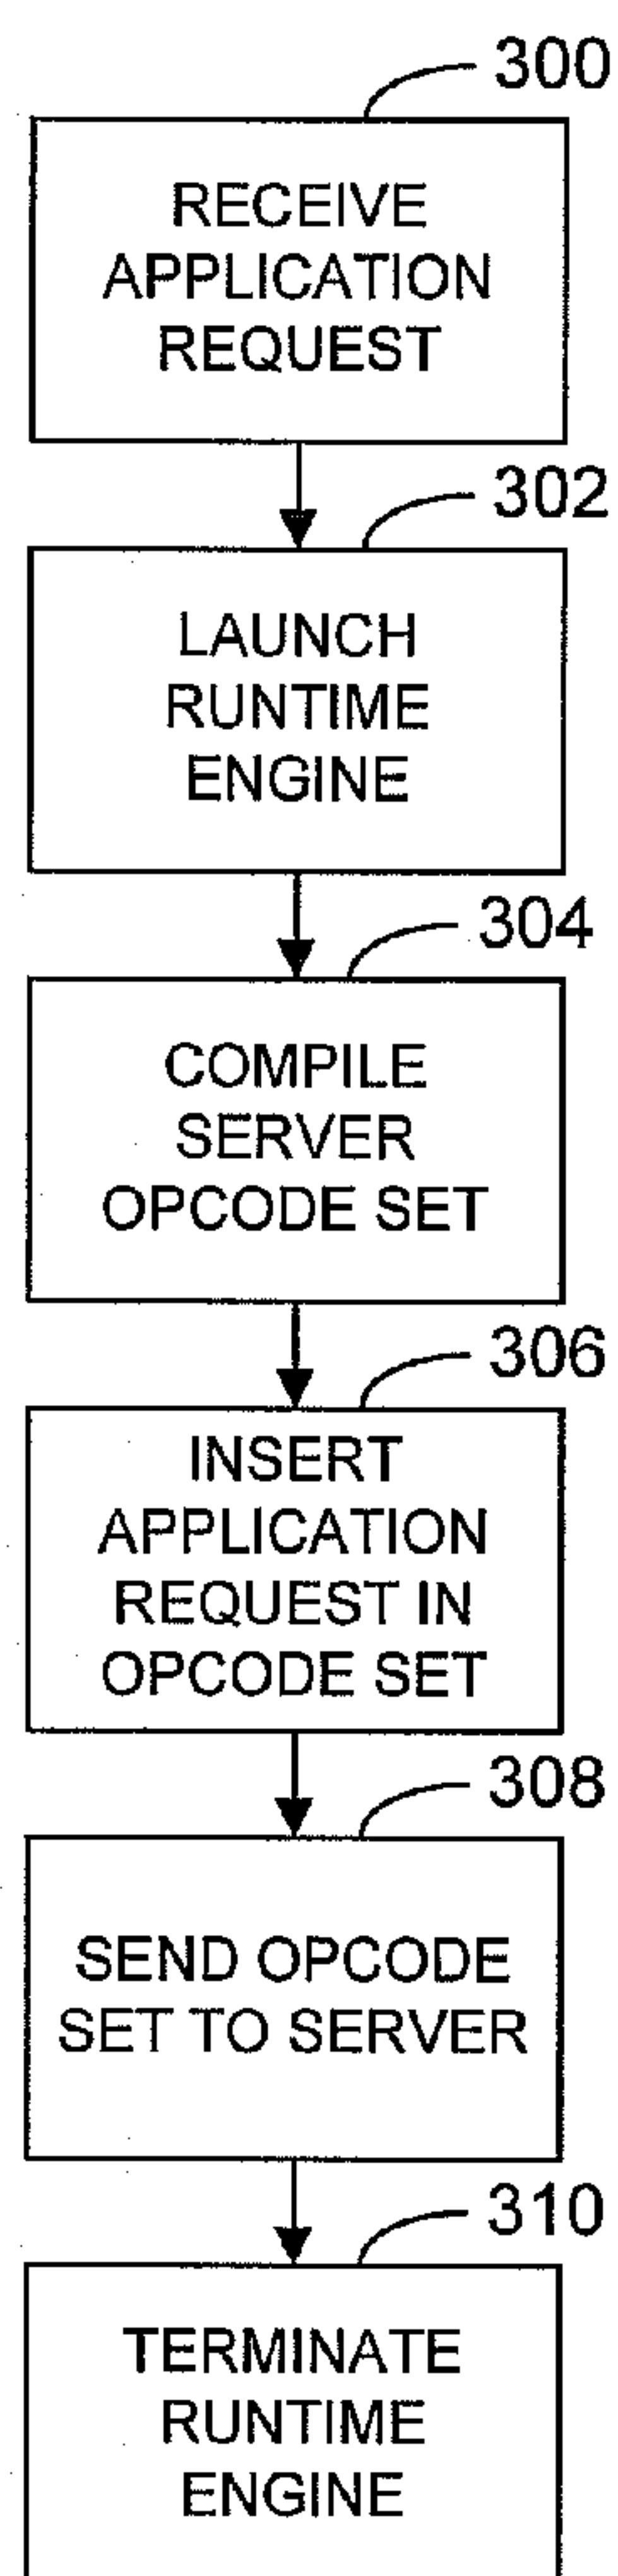 300
RECEIVE
APPLICATION
REQUEST
302
LAUNCH
RUNTIME
ENGINE
304
COMPILE
SERVER
OPCODE SET
306
INSERT
APPLICATION
REQUEST IN
OPCODE SET
308
SEND OPCODE
SET TO SERVER
310
TERMINATE
RUNTIME
ENGINE